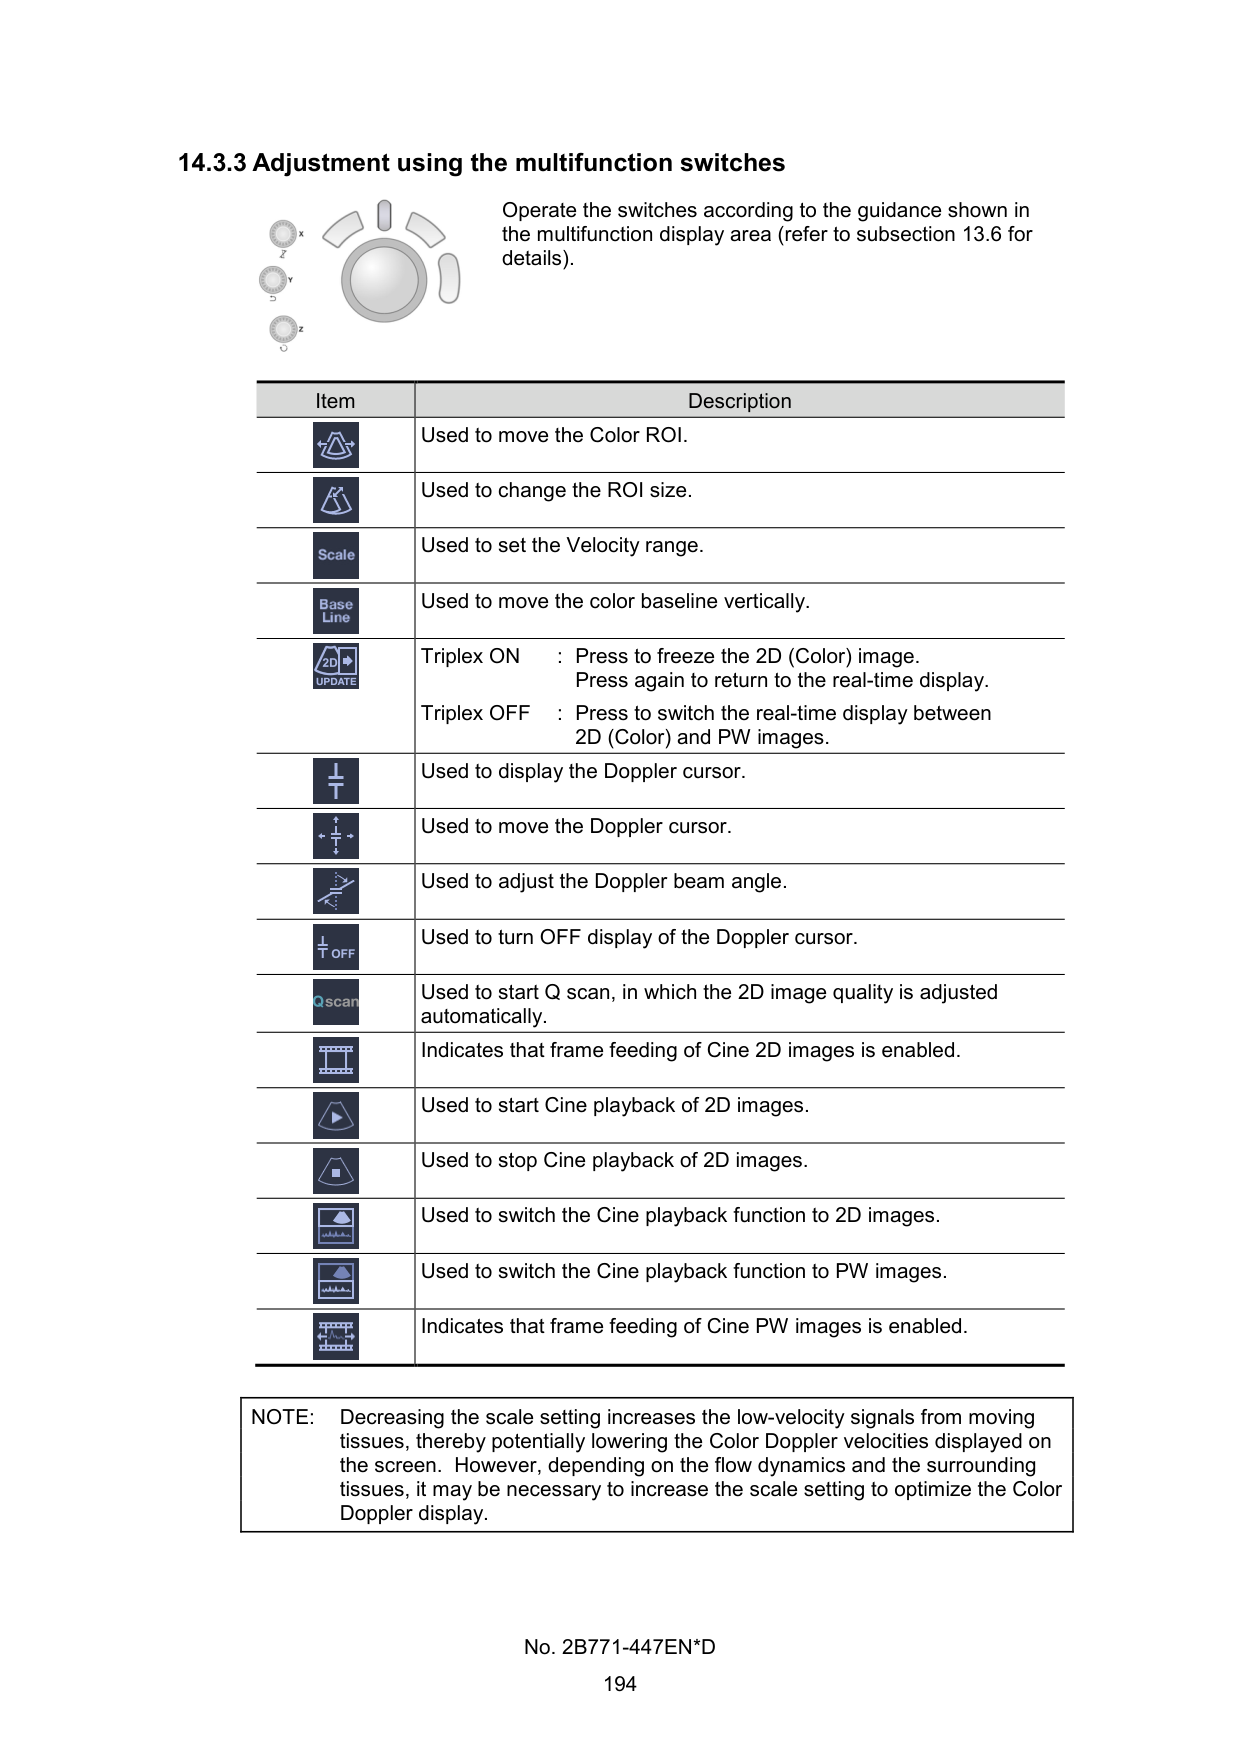 14.3.3 Adjustment using the multifunction switches
Operate the switches according to the guidance shown in
the multifunction display area (refer to subsection 13.6 for
details).
X
Y
Z
Item Description
Used to move the Color ROI.
Used to change the ROI size.
Scale Used to set the Velocity range.
Base
Line
Used to move the color baseline vertically.
2D
UPDATE
Triplex ON : Press to freeze the 2D (Color) image.
Press again to return to the real-time display.
Triplex OFF : Press to switch the real-time display between
2D (Color) and PW images.
Used to display the Doppler cursor.
Used to move the Doppler cursor.
Used to adjust the Doppler beam angle.
OFF Used to turn OFF display of the Doppler cursor.
Qscan Used to start Q scan, in which the 2D image quality is adjusted
automatically.
Indicates that frame feeding of Cine 2D images is enabled.
Used to start Cine playback of 2D images.
Used to stop Cine playback of 2D images.
Used to switch the Cine playback function to 2D images.
Used to switch the Cine playback function to PW images.
Indicates that frame feeding of Cine PW images is enabled.
NOTE: Decreasing the scale setting increases the low-velocity signals from moving
tissues, thereby potentially lowering the Color Doppler velocities displayed on
the screen. However, depending on the flow dynamics and the surrounding
tissues, it may be necessary to increase the scale setting to optimize the Color
Doppler display.
No. 2B771-447EN*D
194